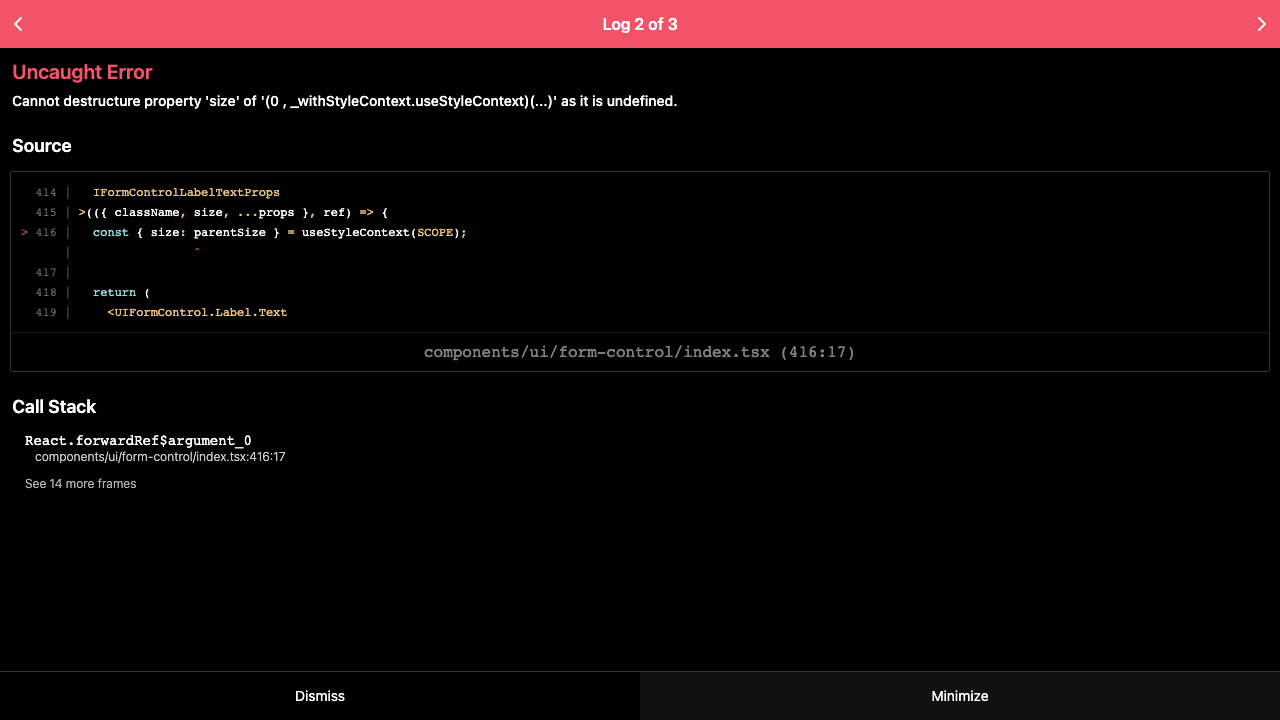 Log 2 of 3
Uncaught Error
Cannot destructure property 'size' of '(0 , _withStyleContext.useStyleContext)(...)' as it is undefined.
Source
414 |   IFormControlLabelTextProps
415 | >(({ className, size, ...props }, ref) => {
> 416 |   const { size: parentSize } = useStyleContext(SCOPE);
|                 ^
417 |
418 |   return (
419 |     <UIFormControl.Label.Text
components/ui/form-control/index.tsx (416:17)
Call Stack
React.forwardRef$argument_0
components/ui/form-control/index.tsx:416:17
See 14 more frames
Dismiss
Minimize